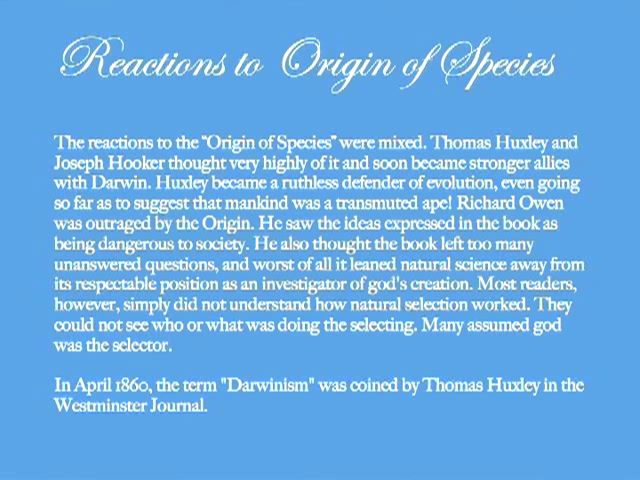 Reactions to Origin of Species
The reactions to the “Origin of Species” were mixed. Thomas Huxley and
Joseph Hooker thought very highly of it and soon became stronger allies
with Darwin. Huxley became a ruthless defender of evolution, even going
so far as to suggest that mankind was a transmuted ape! Richard Owen
was outraged by the Origin. He saw the ideas expressed in the book as
being dangerous to society. He also thought the book left too many
unanswered questions, and worst of all it leaned natural science away from
its respectable position as an investigator of god's creation. Most readers,
however, simply did not understand how natural selection worked. They
could not see who or what was doing the selecting. Many assumed god
was the selector.
In April 1860, the term "Darwinism" was coined by Thomas Huxley in the
Westminster Journal.